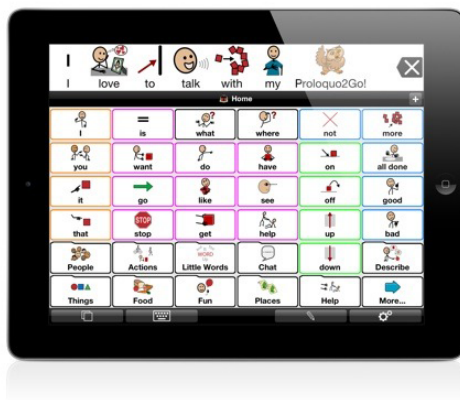 I love to talk with my Proloquo2Go!
Home
I is what where not more
you want do have on all done
it go like see off good
that STOP stop get help up bad
People Actions WORD Little Words Chat down Describe
Things Food Fun Places Help More...